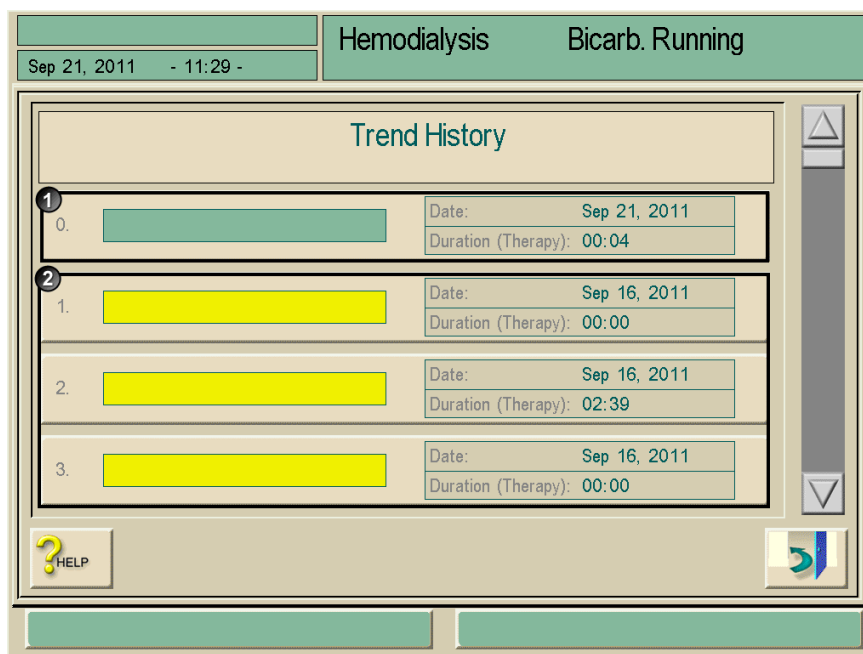 Hemodialysis Bicarb. Running
Sep 21, 2011 - 11:29 -
Trend History
1
0.
Date: Sep 21, 2011
Duration (Therapy): 00:04
2
1.
Date: Sep 16, 2011
Duration (Therapy): 00:00
2.
Date: Sep 16, 2011
Duration (Therapy): 02:39
3.
Date: Sep 16, 2011
Duration (Therapy): 00:00
?HELP